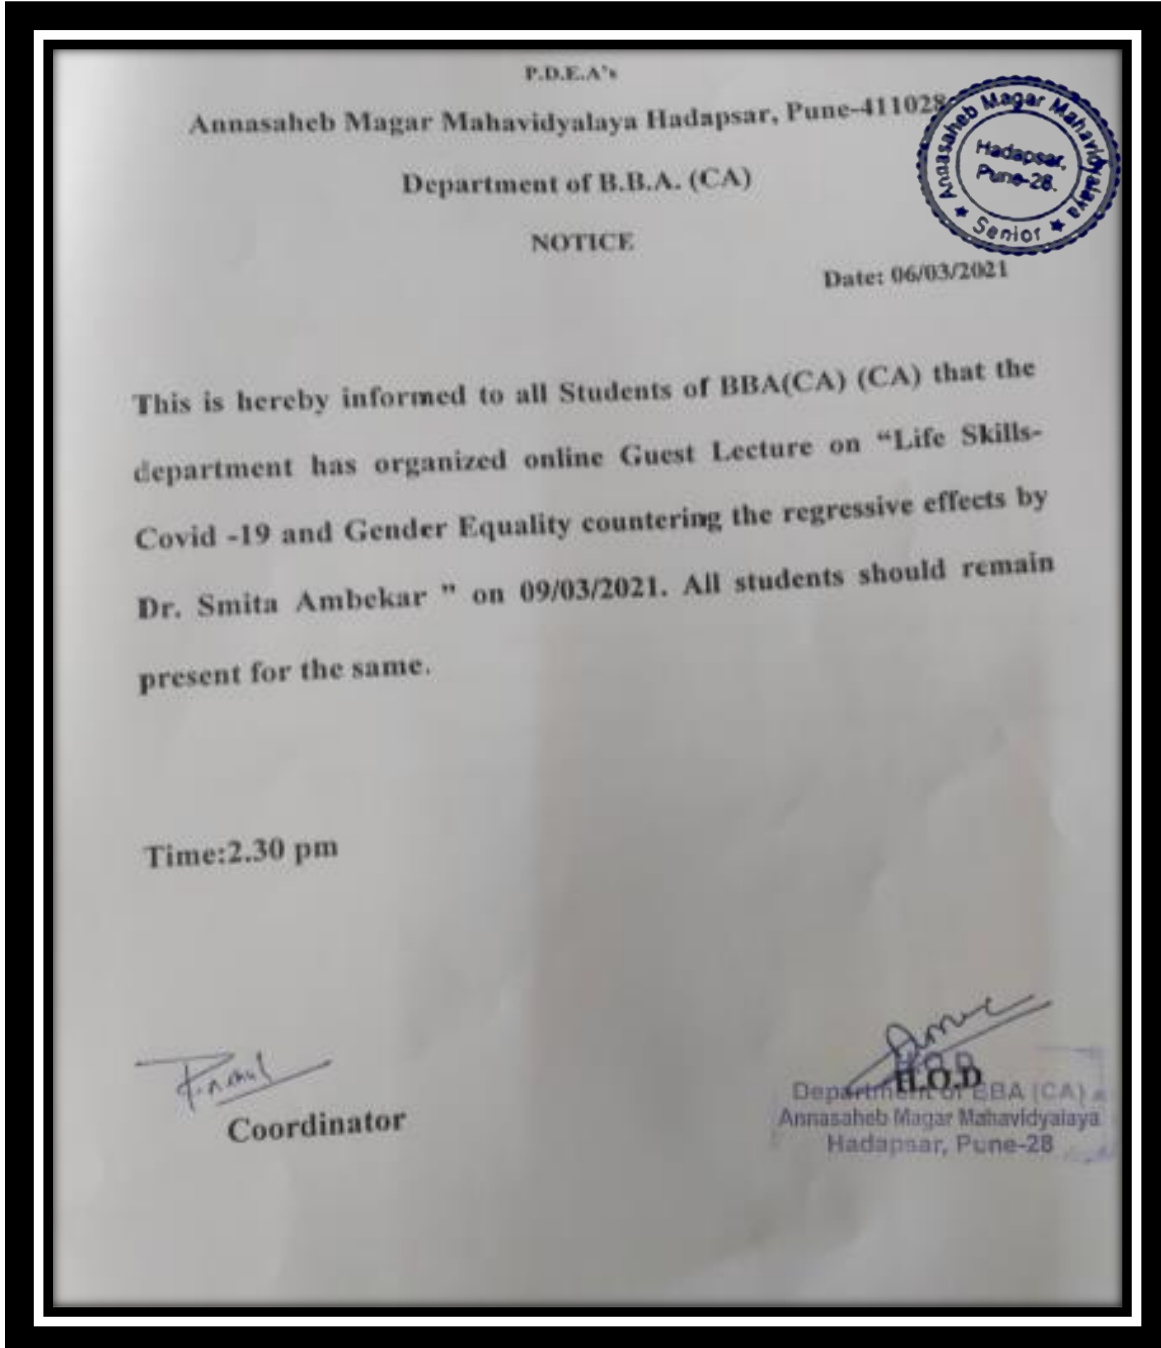 P.D.E.A's
Annasaheb Magar Mahavidyalaya Hadapsar, Pune-411028
Department of B.B.A. (CA)
NOTICE
Date: 06/03/2021
Annasaheb Magar Mahavidyalaya
Hadapsar,
Pune-28.
★ Senior ★
This is hereby informed to all Students of BBA(CA) (CA) that the
department has organized online Guest Lecture on “Life Skills-
Covid -19 and Gender Equality countering the regressive effects by
Dr. Smita Ambekar ” on 09/03/2021. All students should remain
present for the same.
Time:2.30 pm
Coordinator
H.O.D
H.O.D
Department of BBA (CA)
Annasaheb Magar Mahavidyalaya
Hadapsar, Pune-28